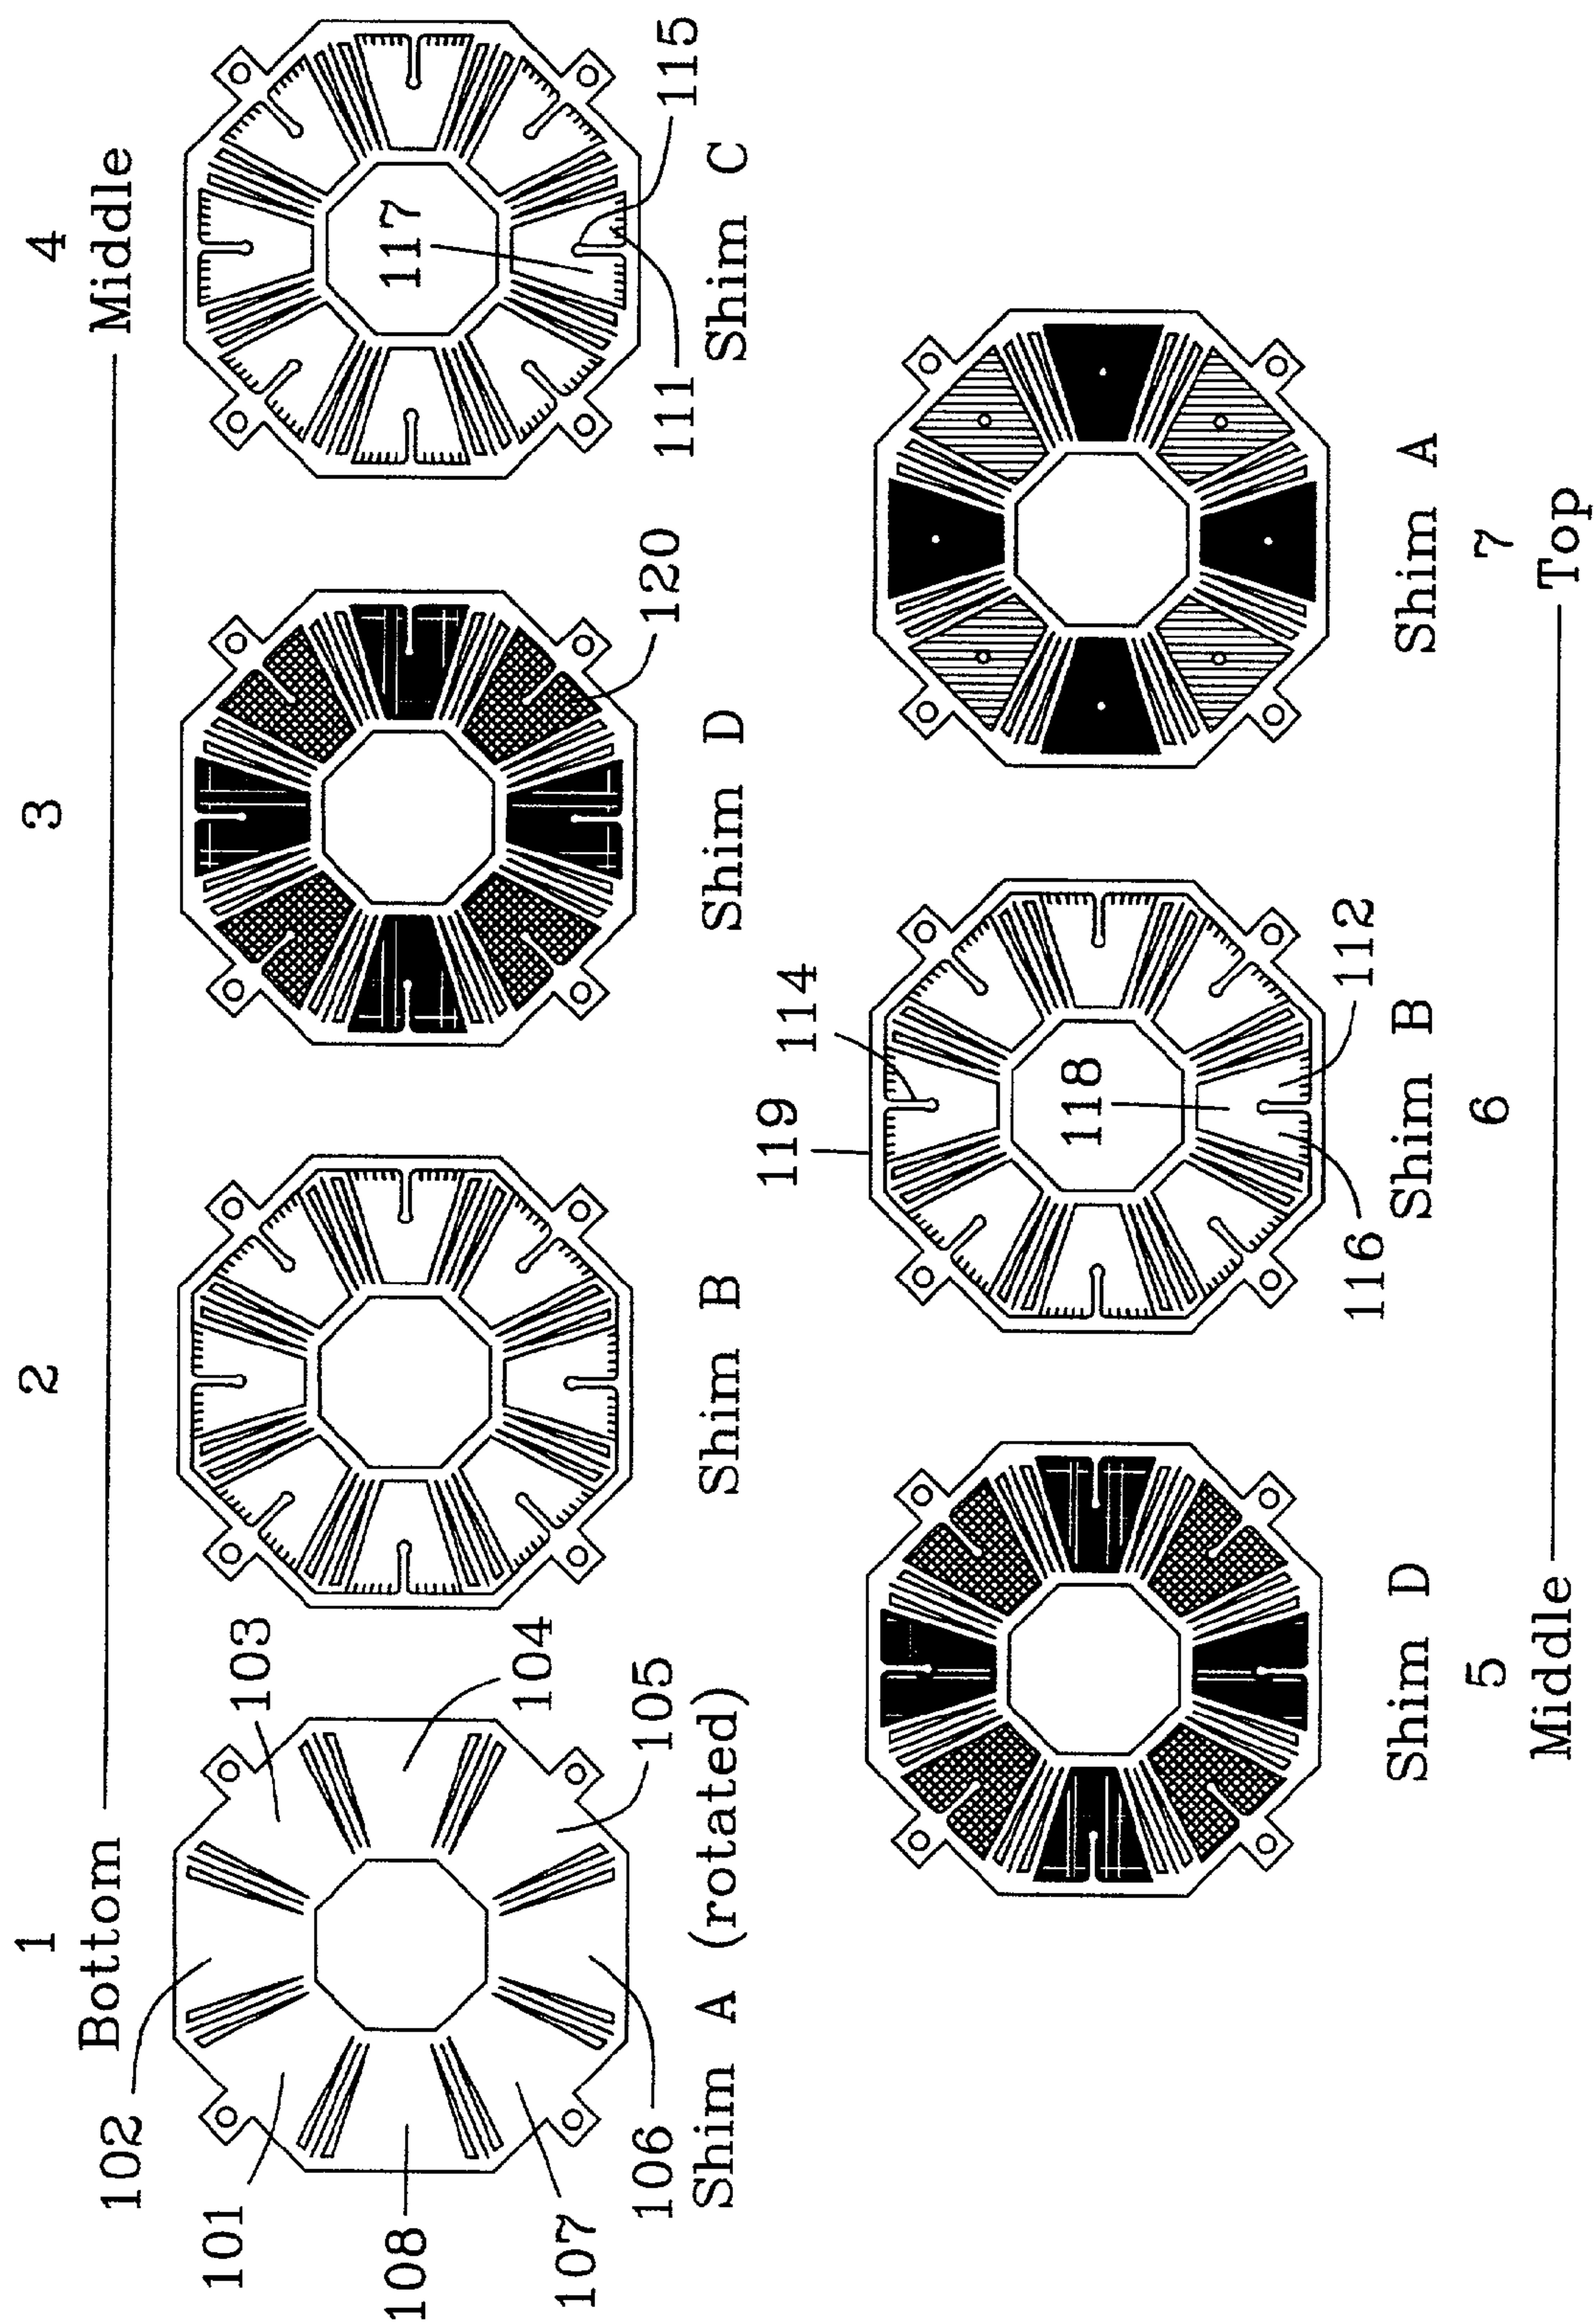 1 2 3 4
Bottom Middle
102
101 103
117
108
104
107
106 105 120 111 115
Shim A (rotated) Shim B Shim D Shim C
119 114
118
116 112
Shim D Shim B Shim A
5 6 7
Middle Top